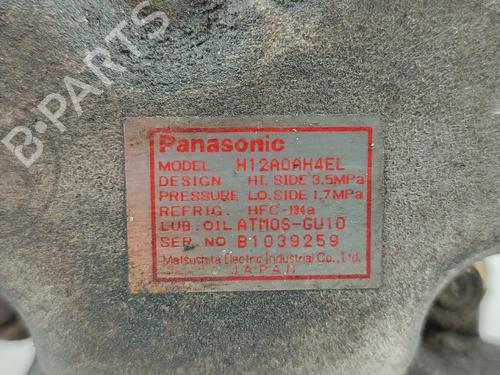 Panasonic
MODEL H12A0AH4EL
DESIGN HI. SIDE 3.5MPa
PRESSURE LO. SIDE 1.7MPa
REFRIG. HFC-134a
LUB. OIL ATMOS-GU10
SER. NO B1039259
Matsushita Electric Industrial Co., Ltd.
JAPAN